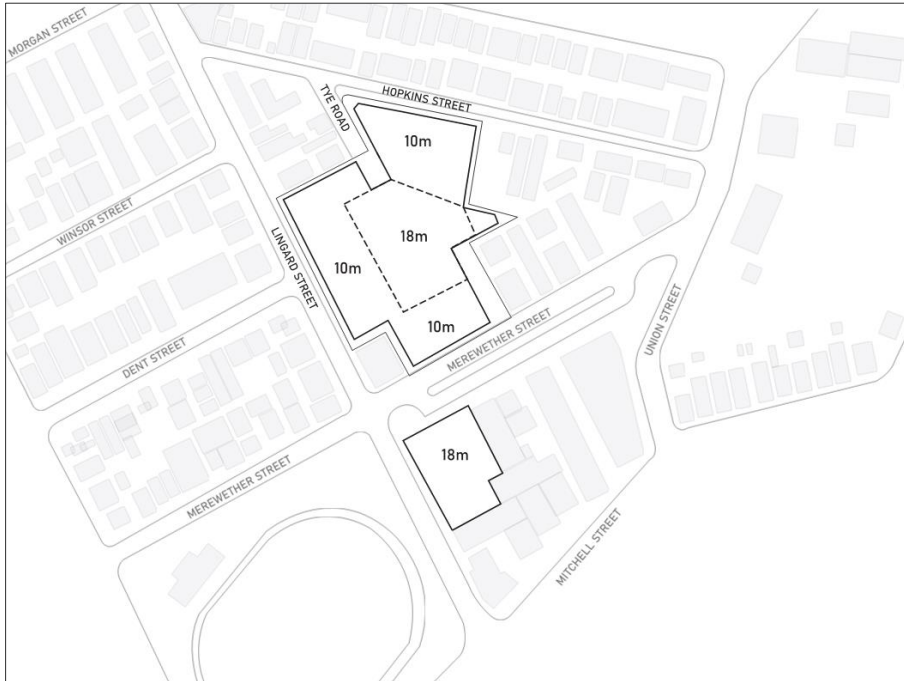 MORGAN STREET
HOPKINS STREET
TYE ROAD
10m
WINSOR STREET
LINGARD STREET
18m
10m
10m
UNION STREET
MEREWETHER STREET
DENT STREET
18m
MEREWETHER STREET
MITCHELL STREET